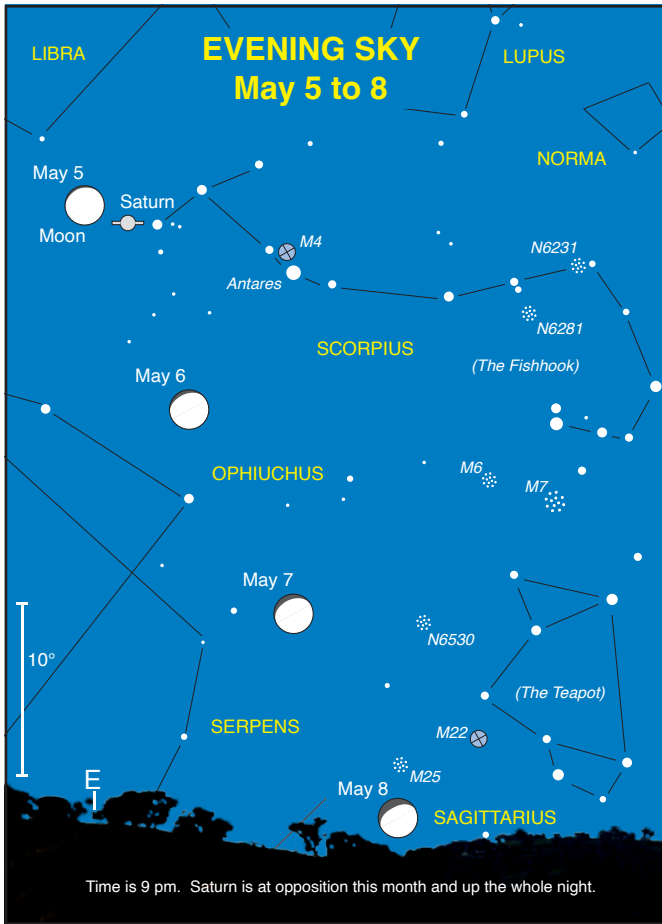 EVENING SKY
May 5 to 8
LIBRA
LUPUS
NORMA
May 5
Saturn
Moon
M4
N6231
Antares
N6281
SCORPIUS
(The Fishhook)
May 6
OPHIUCHUS
M6
M7
May 7
10°
N6530
(The Teapot)
SERPENS
M22
E
M25
May 8
SAGITTARIUS
Time is 9 pm. Saturn is at opposition this month and up the whole night.